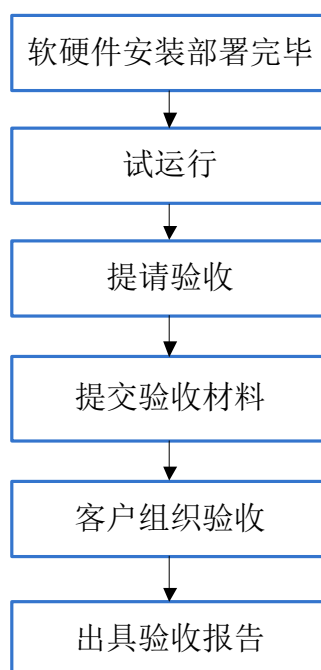 软硬件安装部署完毕
试运行
提请验收
提交验收材料
客户组织验收
出具验收报告